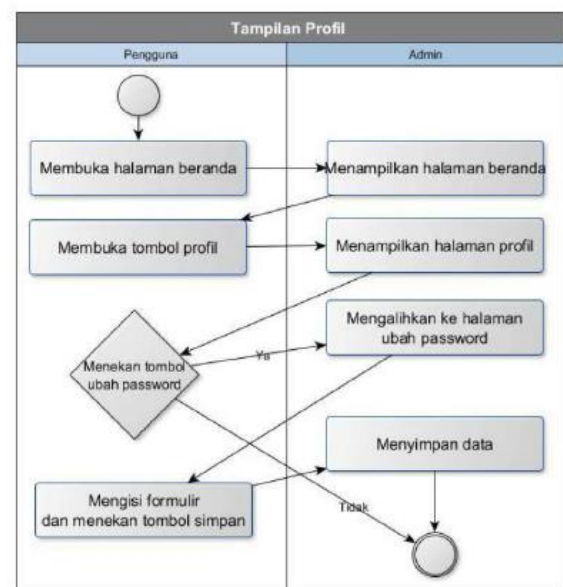 Tampilan Profil
Pengguna
Admin
Membuka halaman beranda
Menampilkan halaman beranda
Membuka tombol profil
Menampilkan halaman profil
Mengalihkan ke halaman
ubah password
Menekan tombol
ubah password
Ya
Menyimpan data
Mengisi formulir
dan menekan tombol simpan
Tidak